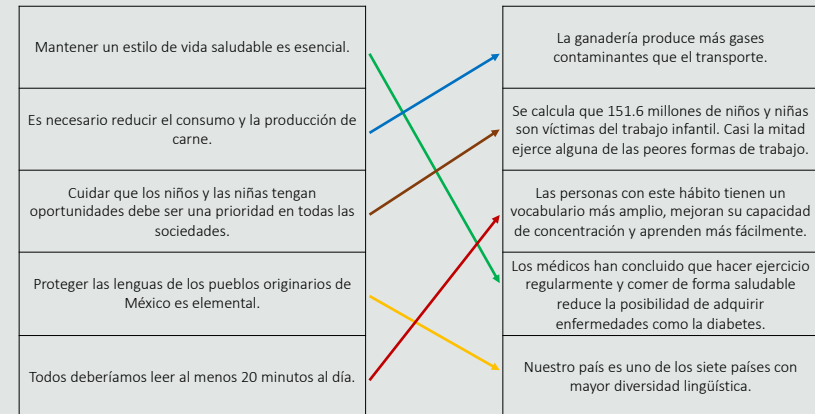 Mantener un estilo de vida saludable es esencial.
Es necesario reducir el consumo y la producción de
carne.
Cuidar que los niños y las niñas tengan
oportunidades debe ser una prioridad en todas las
sociedades.
Proteger las lenguas de los pueblos originarios de
México es elemental.
Todos deberíamos leer al menos 20 minutos al día.
La ganadería produce más gases
contaminantes que el transporte.
Se calcula que 151.6 millones de niños y niñas
son víctimas del trabajo infantil. Casi la mitad
ejerce alguna de las peores formas de trabajo.
Las personas con este hábito tienen un
vocabulario más amplio, mejoran su capacidad
de concentración y aprenden más fácilmente.
Los médicos han concluido que hacer ejercicio
regularmente y comer de forma saludable
reduce la posibilidad de adquirir
enfermedades como la diabetes.
Nuestro país es uno de los siete países con
mayor diversidad lingüística.